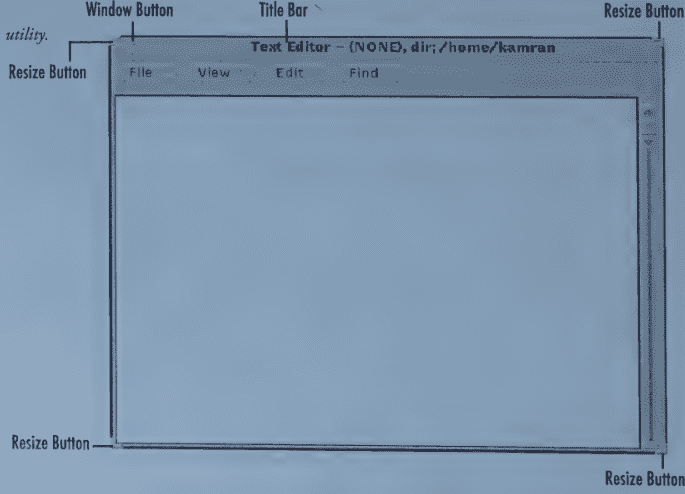 Window Button
Title Bar
Resize Button
utility.
Text Editor – (NONE), dir; /home/kamran
Resize Button
File
View
Edit
Find
Resize Button
Resize Button